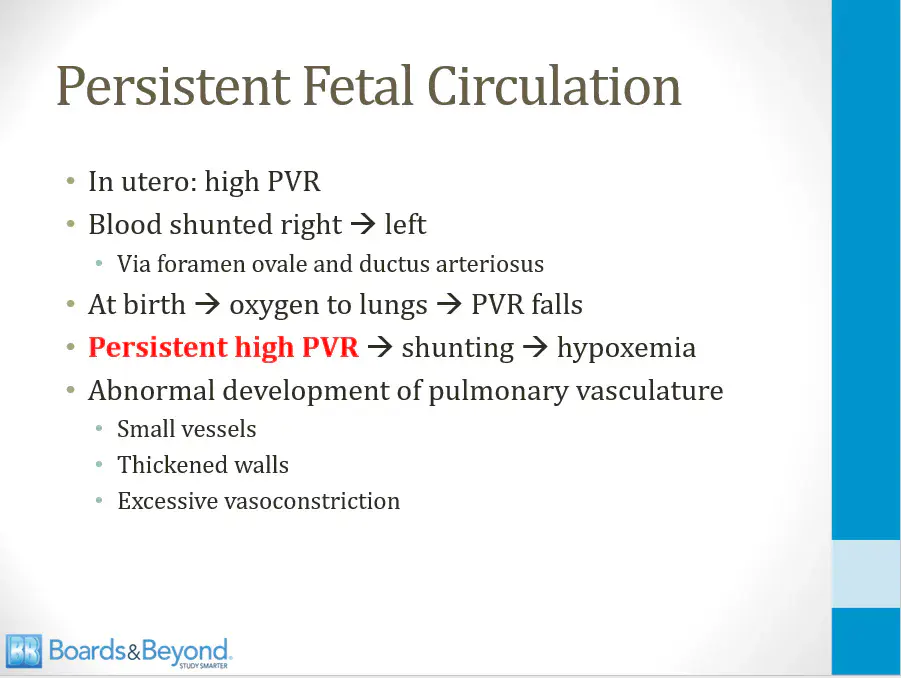 Persistent Fetal Circulation
• In utero: high PVR
• Blood shunted right → left
• Via foramen ovale and ductus arteriosus
• At birth → oxygen to lungs → PVR falls
• Persistent high PVR → shunting → hypoxemia
• Abnormal development of pulmonary vasculature
• Small vessels
• Thickened walls
• Excessive vasoconstriction
BB Boards&Beyond.
STUDY SMARTER